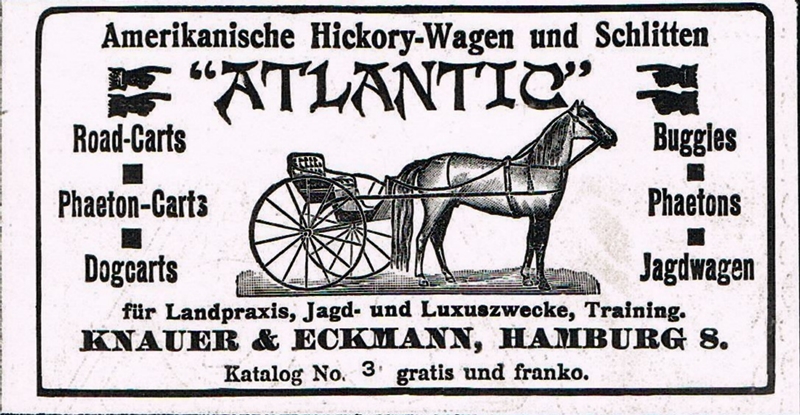 Amerikanische Hickory-Wagen und Schlitten
"ATLANTIC"
Road-Carts
Phaeton-Carts
Dogcarts
Buggies
Phaetons
Jagdwagen
für Landpraxis, Jagd- und Luxuszwecke, Training.
KNAUER & ECKMANN, HAMBURG 8.
Katalog No. 3 gratis und franko.